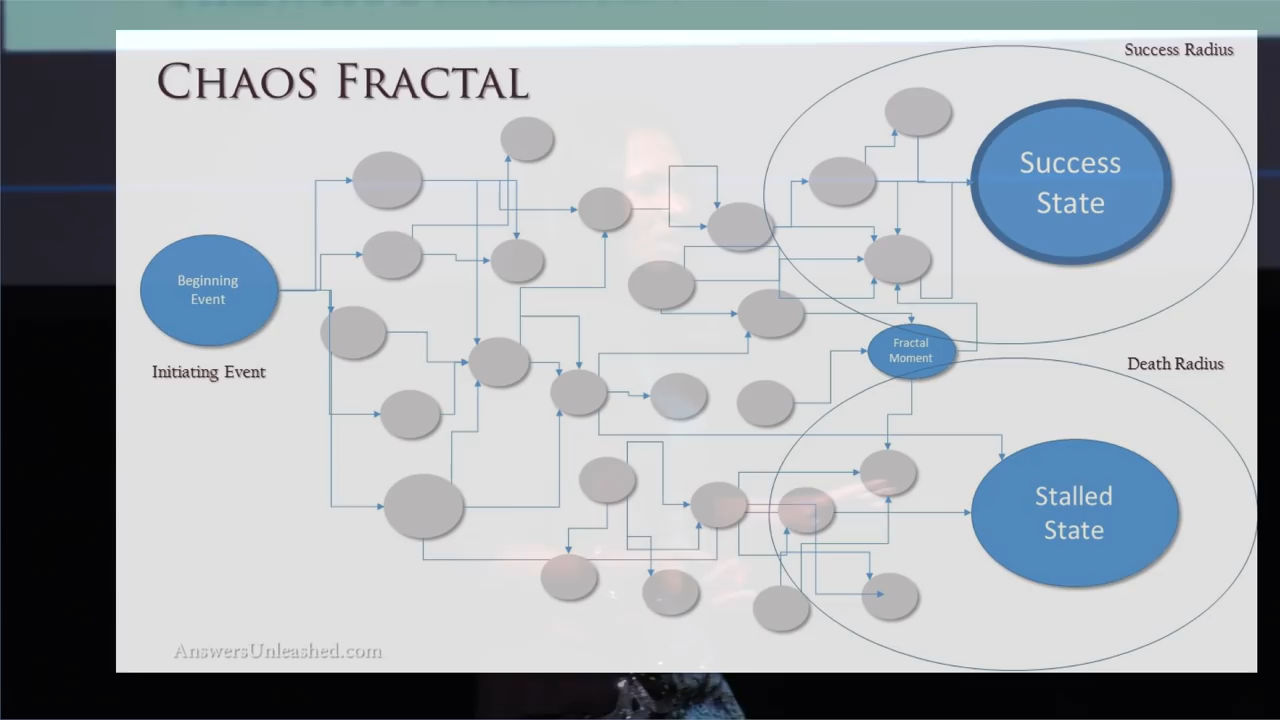 Success Radius
CHAOS FRACTAL
Success
State
Beginning
Event
Fractal
Moment
Initiating Event
Death Radius
Stalled
State
AnswersUnleashed.com